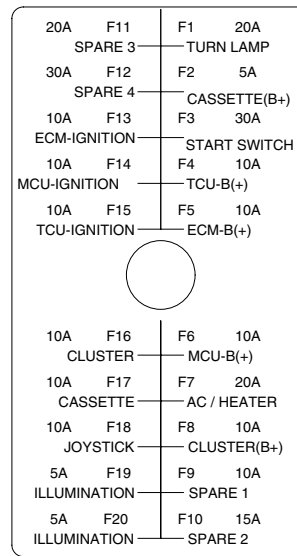 20A F11 F1 20A
SPARE 3 TURN LAMP
30A F12 F2 5A
SPARE 4 CASSETTE(B+)
10A F13 F3 30A
ECM-IGNITION START SWITCH
10A F14 F4 10A
MCU-IGNITION TCU-B(+)
10A F15 F5 10A
TCU-IGNITION ECM-B(+)
10A F16 F6 10A
CLUSTER MCU-B(+)
10A F17 F7 20A
CASSETTE AC / HEATER
10A F18 F8 10A
JOYSTICK CLUSTER(B+)
5A F19 F9 10A
ILLUMINATION SPARE 1
5A F20 F10 15A
ILLUMINATION SPARE 2